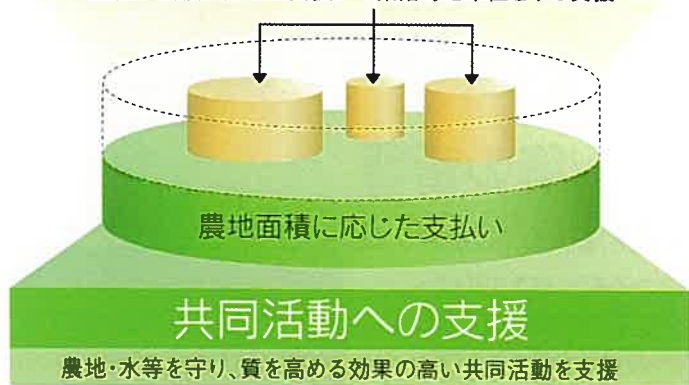 農地面積に応じた支払い
共同活動への支援
農地・水等を守り、質を高める効果の高い共同活動を支援